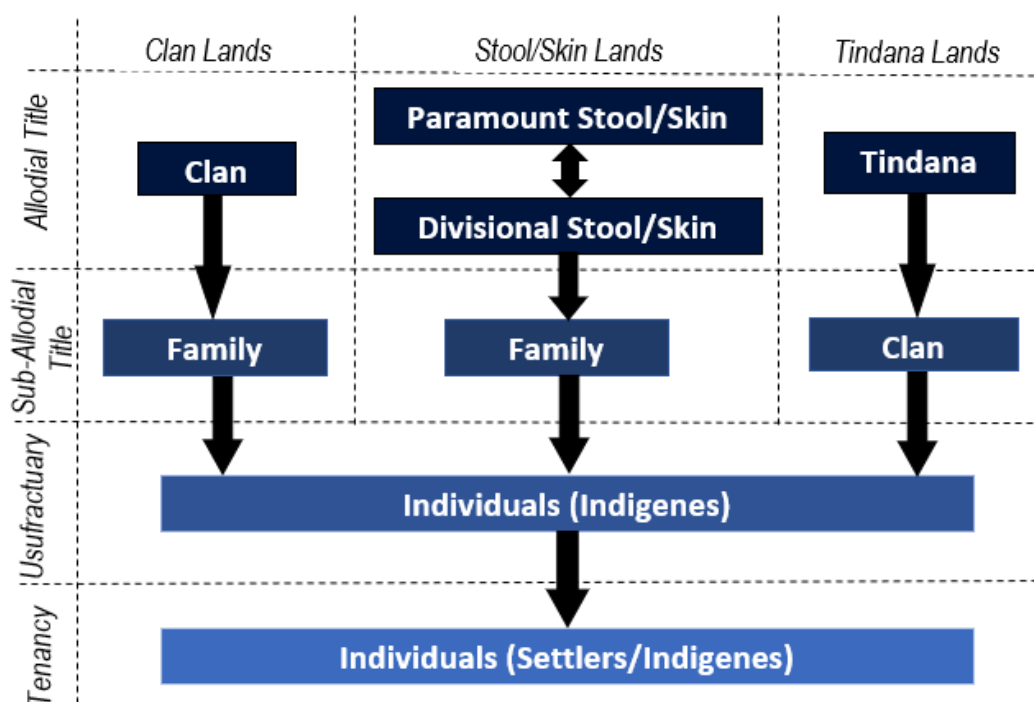 Clan Lands
Stool/Skin Lands
Tindana Lands
Allodial Title
Paramount Stool/Skin
Clan
Tindana
Divisional Stool/Skin
Sub-Allodial
Title
Family
Family
Clan
Usufractuary
Individuals (Indigenes)
Tenancy
Individuals (Settlers/Indigenes)